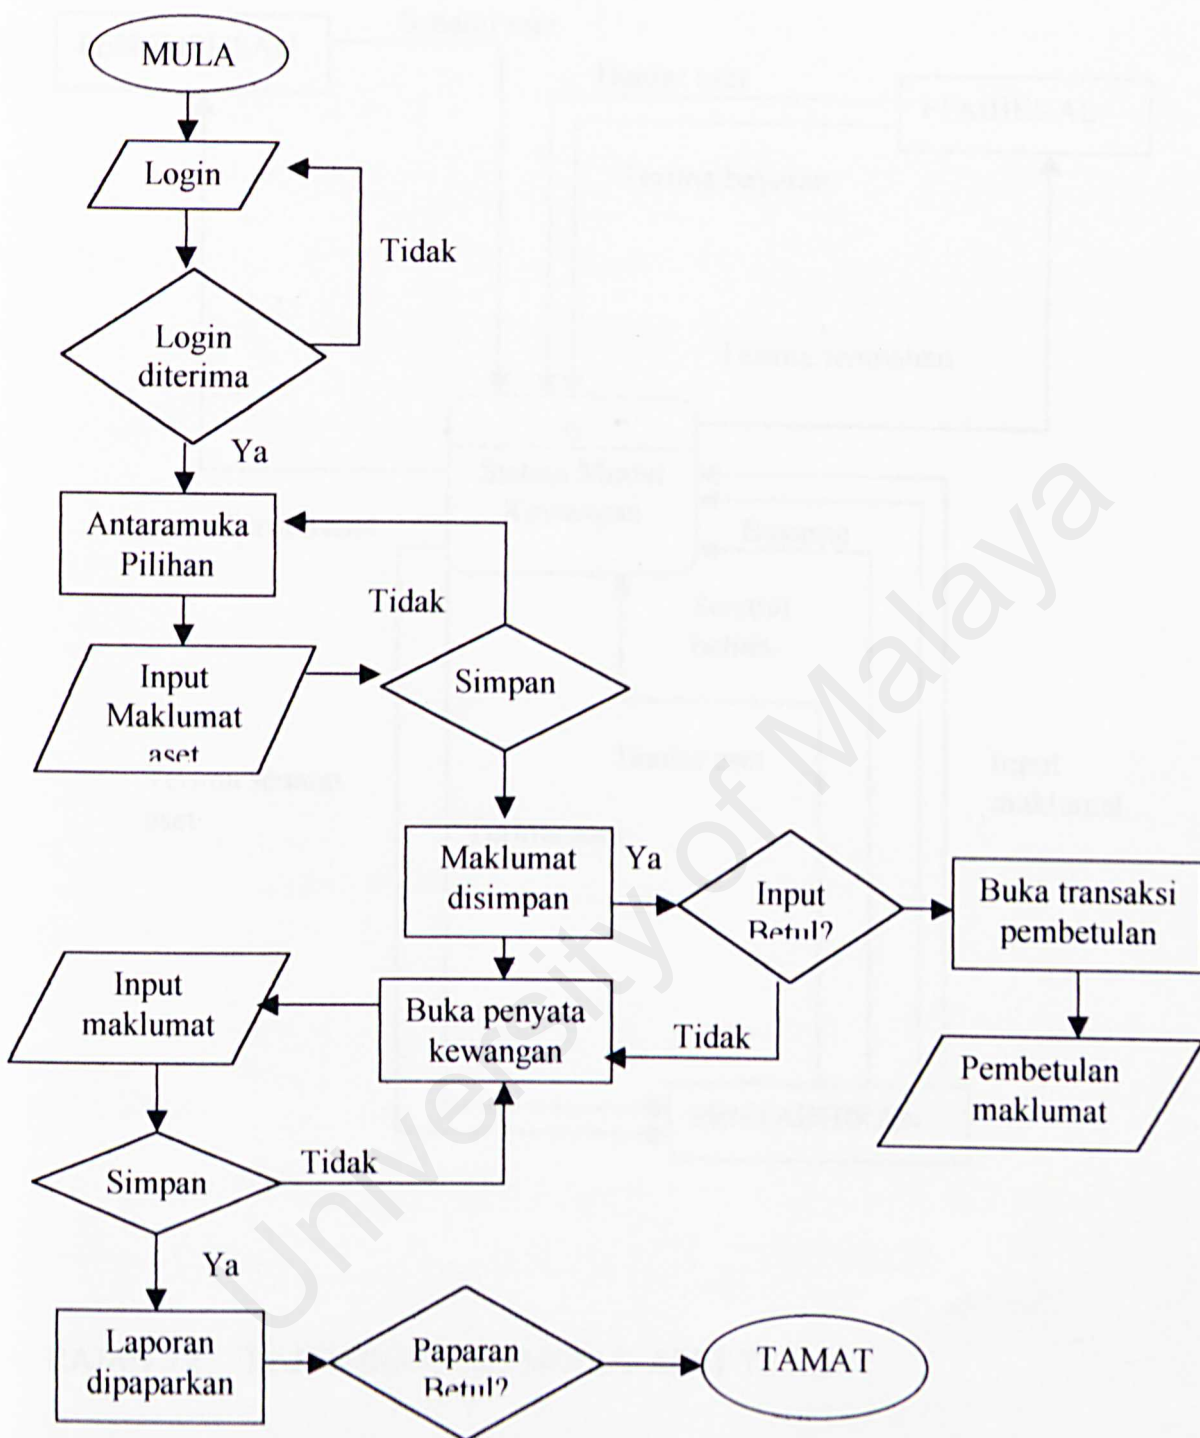 MULA
Login
Tidak
Login
diterima
Ya
Antaramuka
Pilihan
Tidak
Input
Maklumat
aset
Simpan
Maklumat
disimpan
Ya
Input
Betul?
Buka transaksi
pembetulan
Input
maklumat
Buka penyata
kewangan
Tidak
Pembetulan
maklumat
Simpan
Tidak
Ya
Laporan
dipaparkan
Paparan
Betul?
TAMAT
University of Malaya